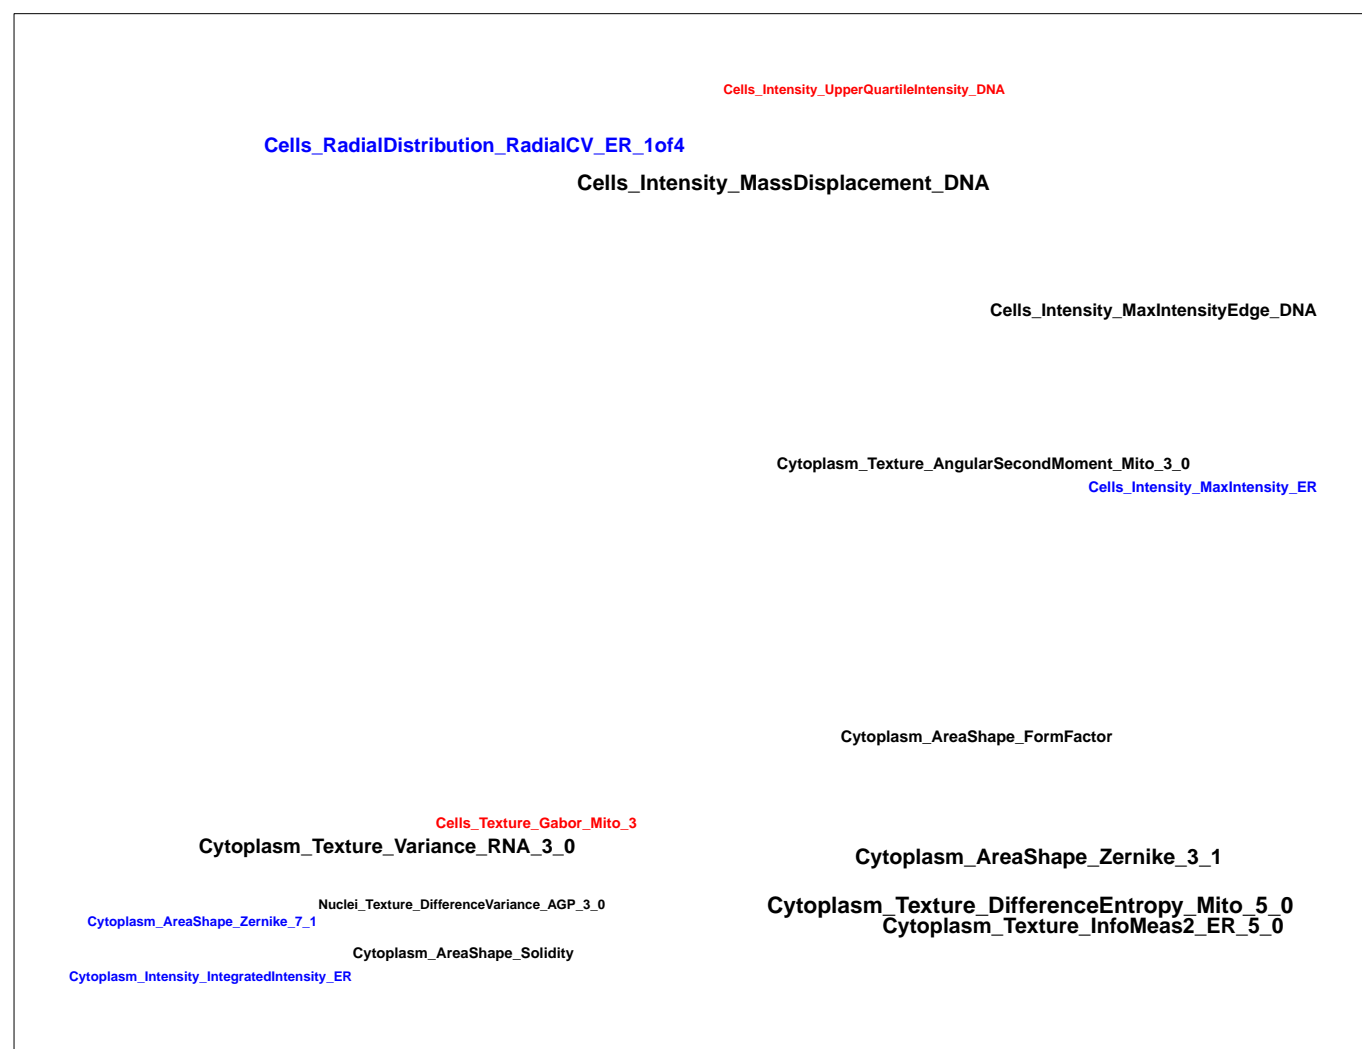 Cells_Intensity_UpperQuartileIntensity_DNA
Cells_RadialDistribution_RadialCV_ER_1of4
Cells_Intensity_MassDisplacement_DNA
Cells_Intensity_MaxIntensityEdge_DNA
Cytoplasm_Texture_AngularSecondMoment_Mito_3_0
Cells_Intensity_MaxIntensity_ER
Cytoplasm_AreaShape_FormFactor
Cells_Texture_Gabor_Mito_3
Cytoplasm_Texture_Variance_RNA_3_0
Cytoplasm_AreaShape_Zernike_3_1
Nuclei_Texture_DifferenceVariance_AGP_3_0
Cytoplasm_Texture_DifferenceEntropy_Mito_5_0
Cytoplasm_AreaShape_Zernike_7_1
Cytoplasm_Texture_InfoMeas2_ER_5_0
Cytoplasm_AreaShape_Solidity
Cytoplasm_Intensity_IntegratedIntensity_ER